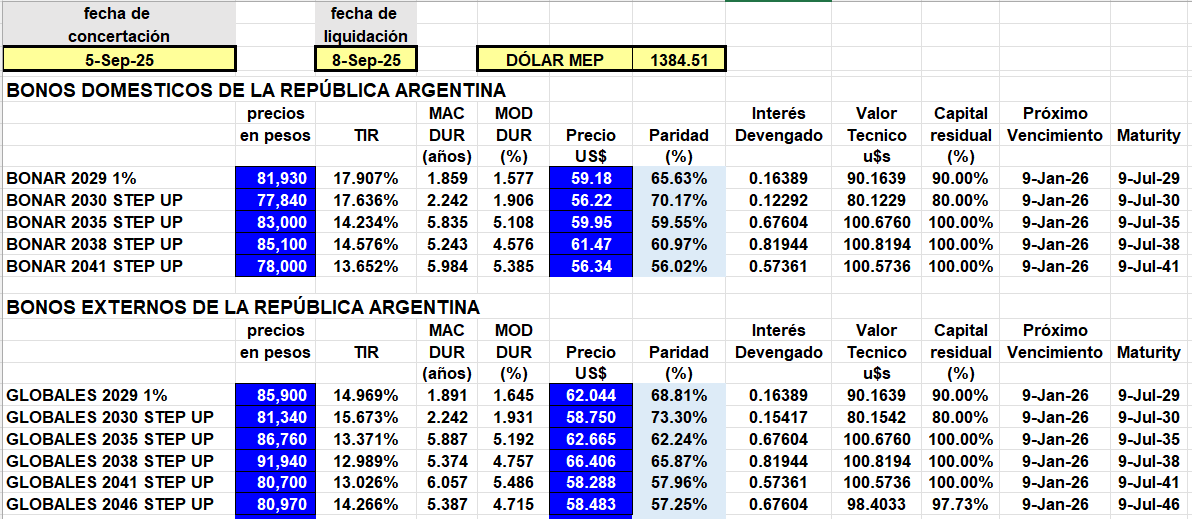 fecha de fecha de
concertación liquidación
5-Sep-25 8-Sep-25 DÓLAR MEP 1384.51
BONOS DOMESTICOS DE LA REPÚBLICA ARGENTINA
precios MAC MOD Interés Valor Capital Próximo
en pesos TIR DUR DUR Precio Paridad Devengado Tecnico residual Vencimiento Maturity
(años) (%) US$ (%) u$s (%)
BONAR 2029 1% 81,930 17.907% 1.859 1.577 59.18 65.63% 0.16389 90.1639 90.00% 9-Jan-26 9-Jul-29
BONAR 2030 STEP UP 77,840 17.636% 2.242 1.906 56.22 70.17% 0.12292 80.1229 80.00% 9-Jan-26 9-Jul-30
BONAR 2035 STEP UP 83,000 14.234% 5.835 5.108 59.95 59.55% 0.67604 100.6760 100.00% 9-Jan-26 9-Jul-35
BONAR 2038 STEP UP 85,100 14.576% 5.243 4.576 61.47 60.97% 0.81944 100.8194 100.00% 9-Jan-26 9-Jul-38
BONAR 2041 STEP UP 78,000 13.652% 5.984 5.385 56.34 56.02% 0.57361 100.5736 100.00% 9-Jan-26 9-Jul-41
BONOS EXTERNOS DE LA REPÚBLICA ARGENTINA
precios MAC MOD Interés Valor Capital Próximo
en pesos TIR DUR DUR Precio Paridad Devengado Tecnico residual Vencimiento Maturity
(años) (%) US$ (%) u$s (%)
GLOBALES 2029 1% 85,900 14.969% 1.891 1.645 62.044 68.81% 0.16389 90.1639 90.00% 9-Jan-26 9-Jul-29
GLOBALES 2030 STEP UP 81,340 15.673% 2.242 1.931 58.750 73.30% 0.15417 80.1542 80.00% 9-Jan-26 9-Jul-30
GLOBALES 2035 STEP UP 86,760 13.371% 5.887 5.192 62.665 62.24% 0.67604 100.6760 100.00% 9-Jan-26 9-Jul-35
GLOBALES 2038 STEP UP 91,940 12.989% 5.374 4.757 66.406 65.87% 0.81944 100.8194 100.00% 9-Jan-26 9-Jul-38
GLOBALES 2041 STEP UP 80,700 13.026% 6.057 5.486 58.288 57.96% 0.57361 100.5736 100.00% 9-Jan-26 9-Jul-41
GLOBALES 2046 STEP UP 80,970 14.266% 5.387 4.715 58.483 57.25% 0.67604 98.4033 97.73% 9-Jan-26 9-Jul-46